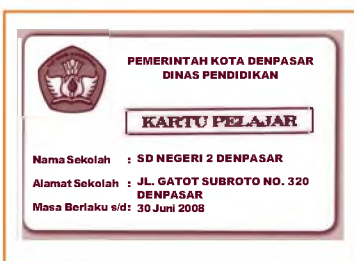 PEMERINTAH KOTA DENPASAR
DINAS PENDIDIKAN
KARTU PELAJAR
Nama Sekolah : SD NEGERI 2 DENPASAR
Alamat Sekolah : JL. GATOT SUBROTO NO. 320
DENPASAR
Masa Berlaku s/d: 30 Juni 2008